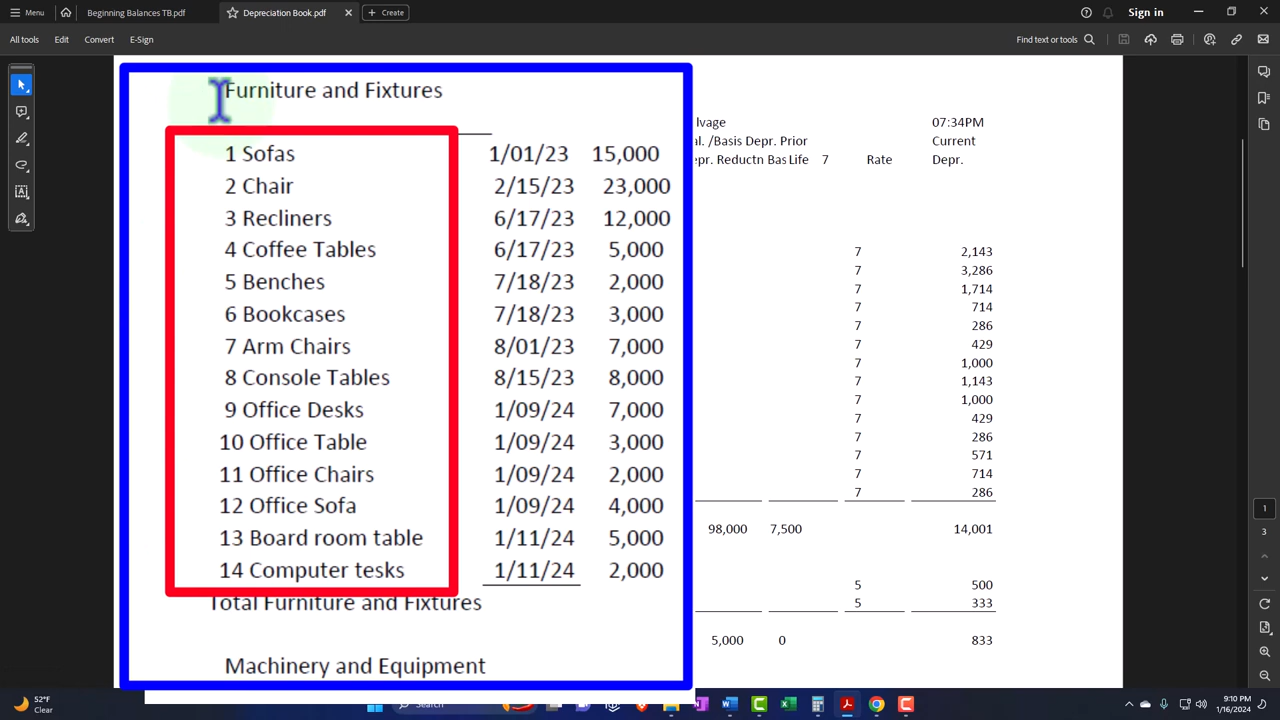 Menu Beginning Balances TB.pdf Depreciation Book.pdf Create Sign in
All tools Edit Convert E-Sign Find text or tools
Furniture and Fixtures
lvage 07:34PM
al. /Basis Depr. Prior Current
epr. Reductn Bas Life 7 Rate Depr.
1 Sofas 1/01/23 15,000
2 Chair 2/15/23 23,000
3 Recliners 6/17/23 12,000
4 Coffee Tables 6/17/23 5,000
5 Benches 7/18/23 2,000
6 Bookcases 7/18/23 3,000
7 Arm Chairs 8/01/23 7,000
8 Console Tables 8/15/23 8,000
9 Office Desks 1/09/24 7,000
10 Office Table 1/09/24 3,000
11 Office Chairs 1/09/24 2,000
12 Office Sofa 1/09/24 4,000
13 Board room table 1/11/24 5,000
14 Computer tesks 1/11/24 2,000
Total Furniture and Fixtures
Machinery and Equipment
7 2,143
7 3,286
7 1,714
7 714
7 286
7 429
7 1,000
7 1,143
7 1,000
7 429
7 286
7 571
7 714
7 286
98,000 7,500 14,001
5 500
5 333
5,000 0 833
1
3
52°F
Clear
Search
9:10 PM
1/16/2024